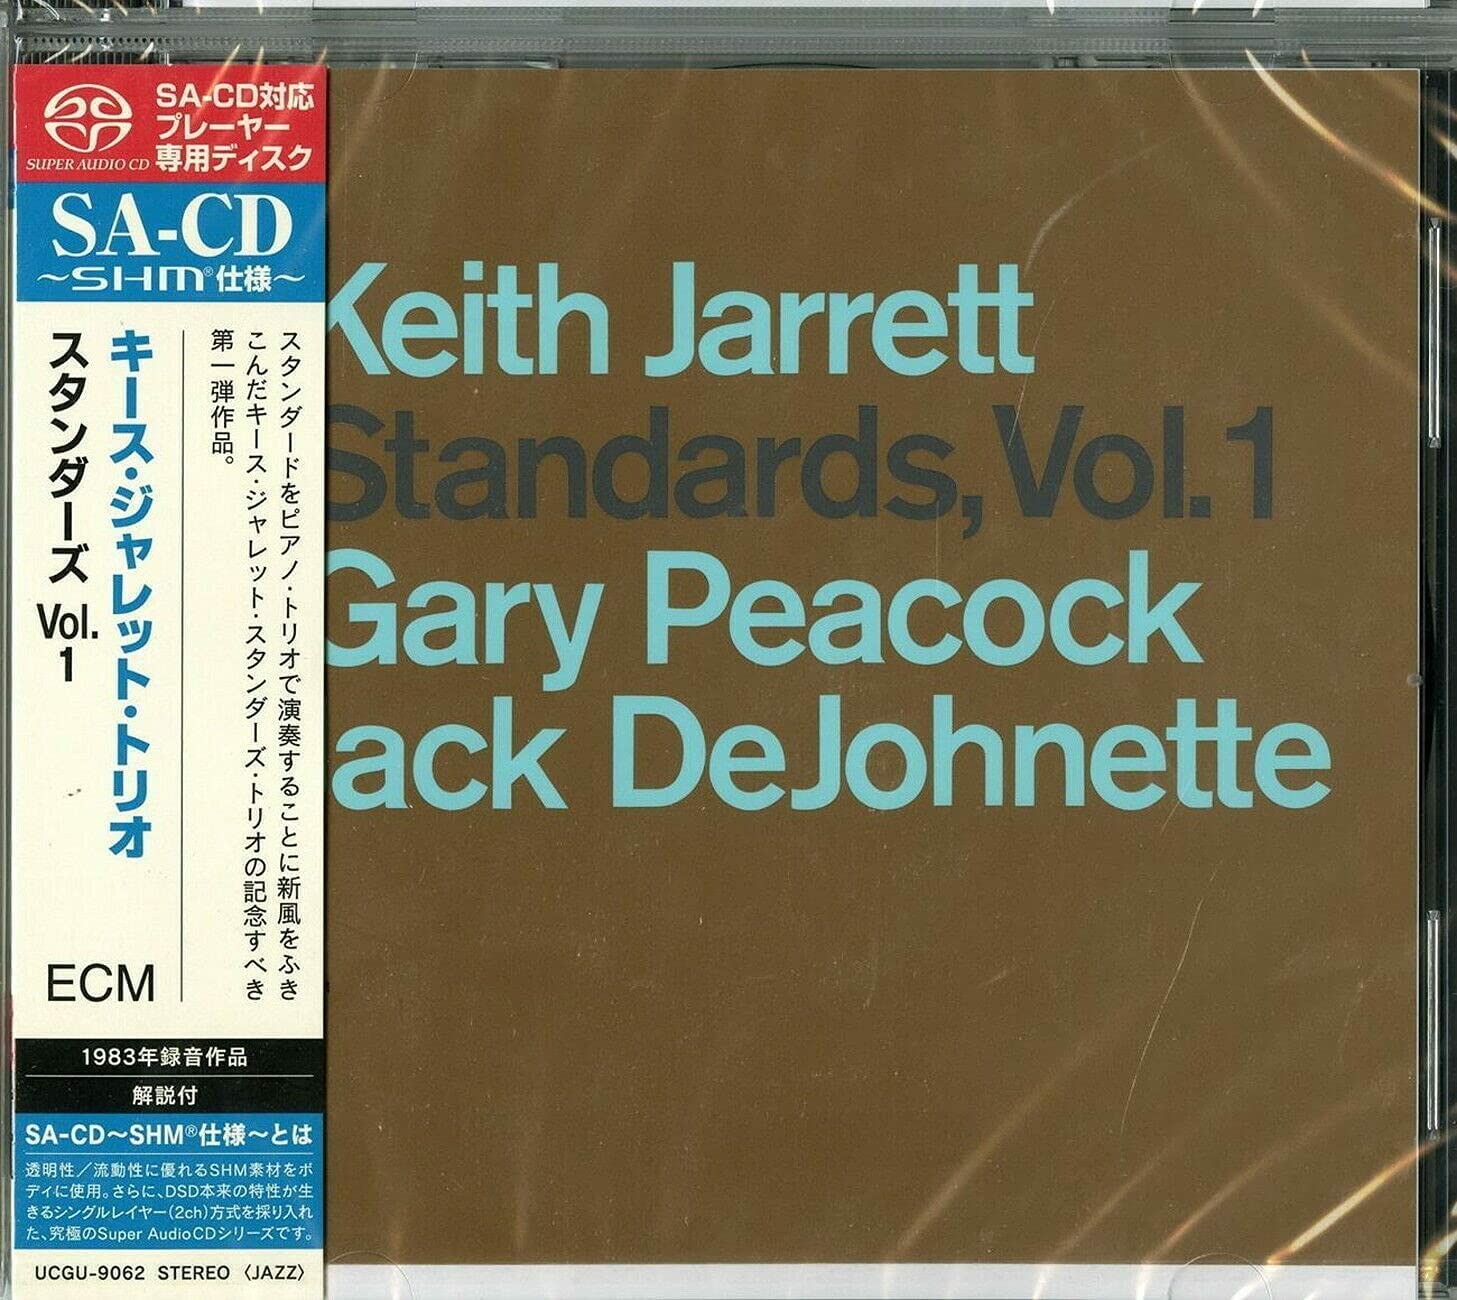 SUPER AUDIO CD
SA-CD対応
プレーヤー
専用ディスク
SA-CD
～SHM®仕様～
スタンダードをピアノ・トリオで演奏することに新風をふき
こんだキース・ジャレット・スタンダーズ・トリオの記念すべき
第一弾作品。
キース・ジャレット・トリオ
スタンダーズ Vol. 1
ECM
1983年録音作品
解説付
SA-CD～SHM®仕様～とは
透明性／流動性に優れるSHM素材をボ
ディに使用。さらに、DSD本来の特性が生
きるシングルレイヤー(2ch)方式を採り入れ
た、究極のSuper AudioCDシリーズです。
UCGU-9062 STEREO 〈JAZZ〉
Keith Jarrett
Standards, Vol. 1
Gary Peacock
ack DeJohnette